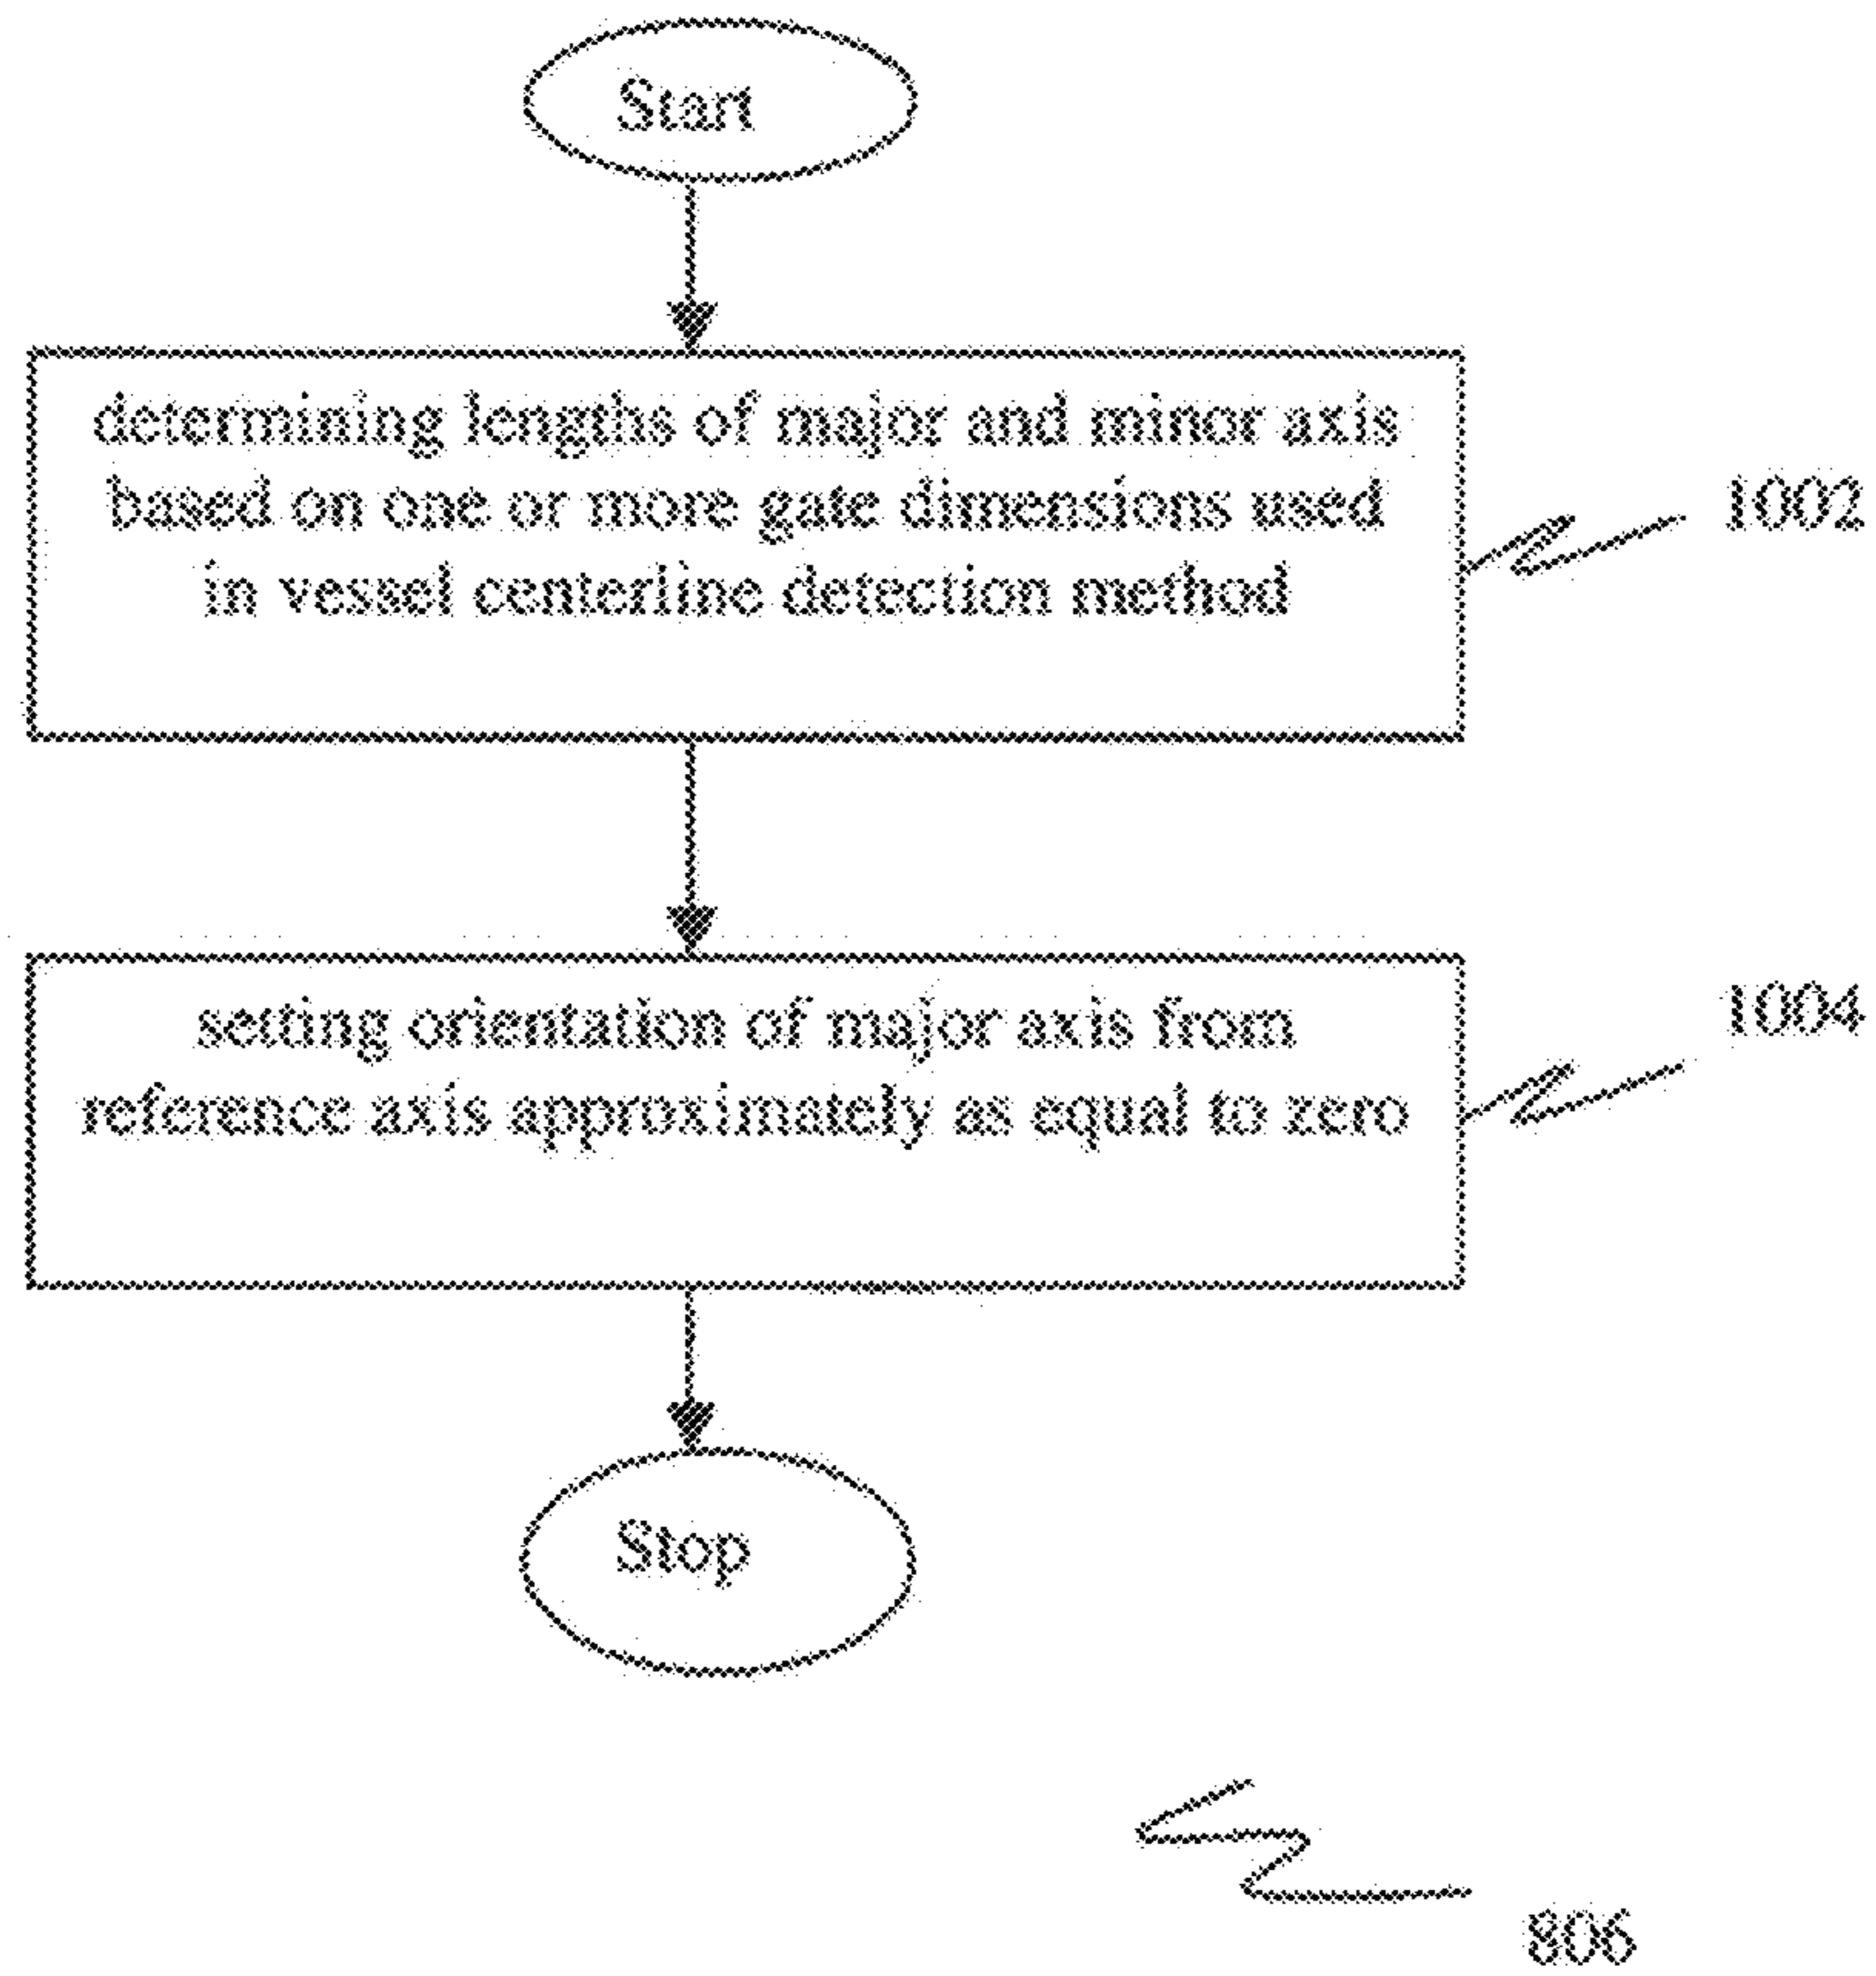 Start
determining lengths of major and minor axis
based on one or more gate dimensions used
in vessel centerline detection method
1002
setting orientation of major axis from
reference axis approximately as equal to zero
1004
Stop
806